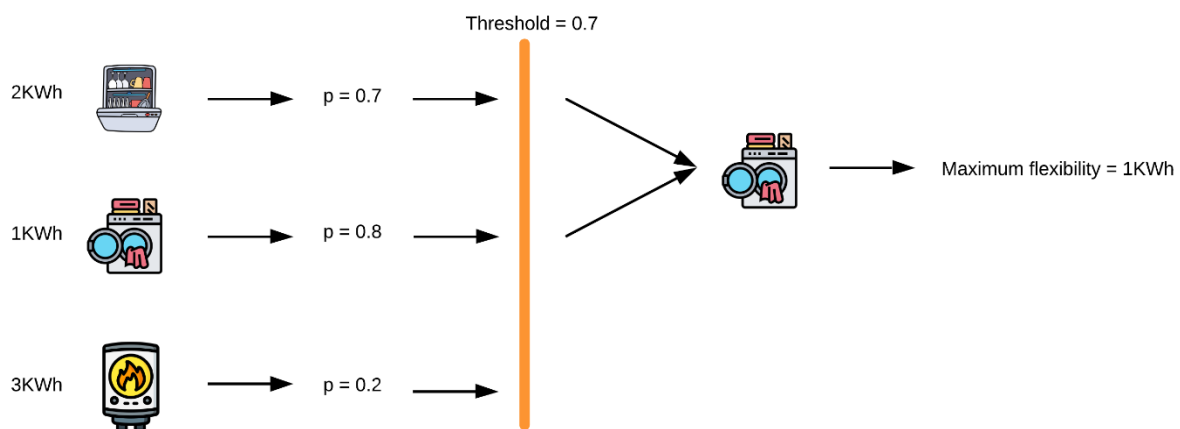 Threshold = 0.7
2KWh
p = 0.7
1KWh
p = 0.8
Maximum flexibility = 1KWh
3KWh
p = 0.2